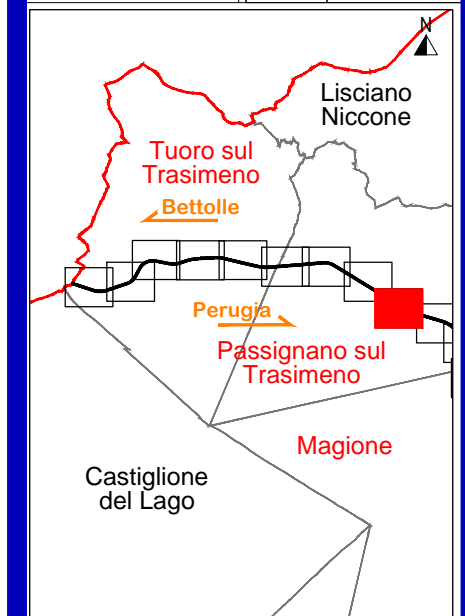 N
Lisciano
Niccone
Tuoro sul
Trasimeno
Bettolle
Perugia
Passignano sul
Trasimeno
Magione
Castiglione
del Lago